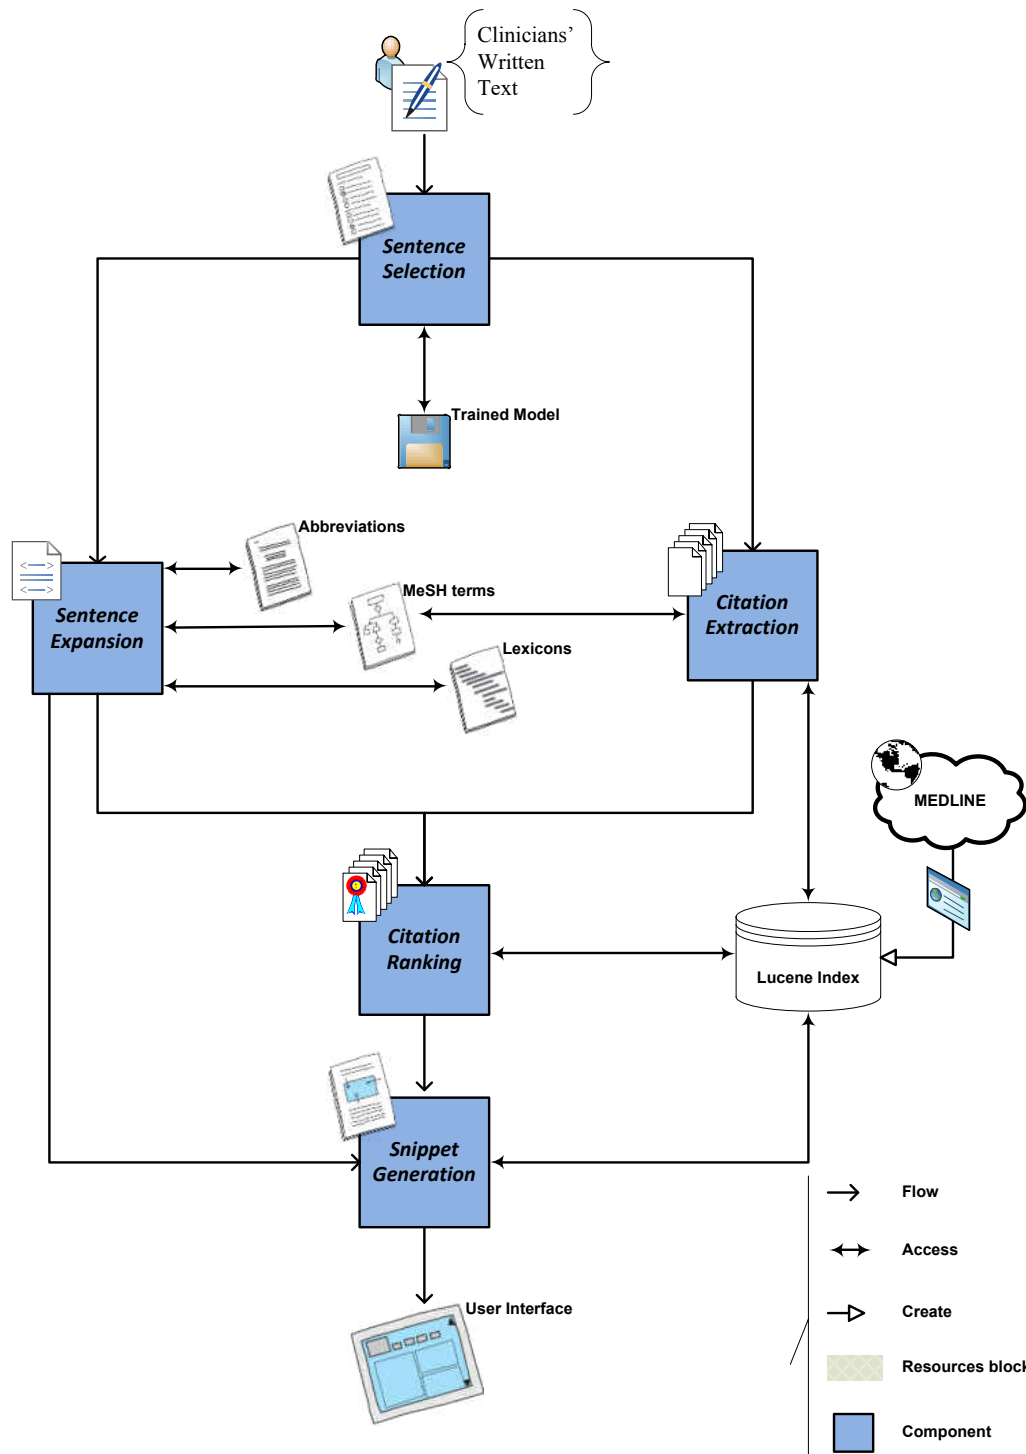 Clinicians'
Written
Text
Sentence
Selection
Trained Model
Abbreviations
MeSH terms
Lexicons
Sentence
Expansion
Citation
Extraction
MEDLINE
Citation
Ranking
Lucene Index
Snippet
Generation
User Interface
Flow
Access
Create
Resources block
Component